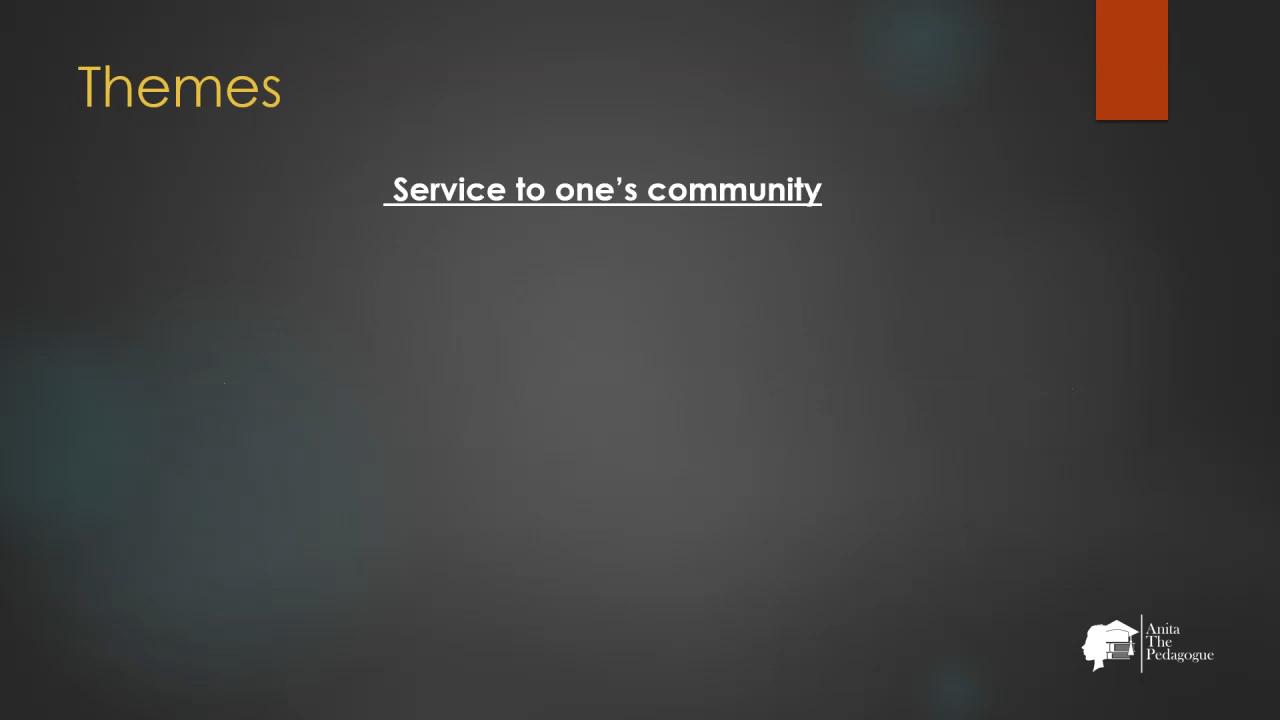 Themes
Service to one’s community
Anita
The
Pedagogue